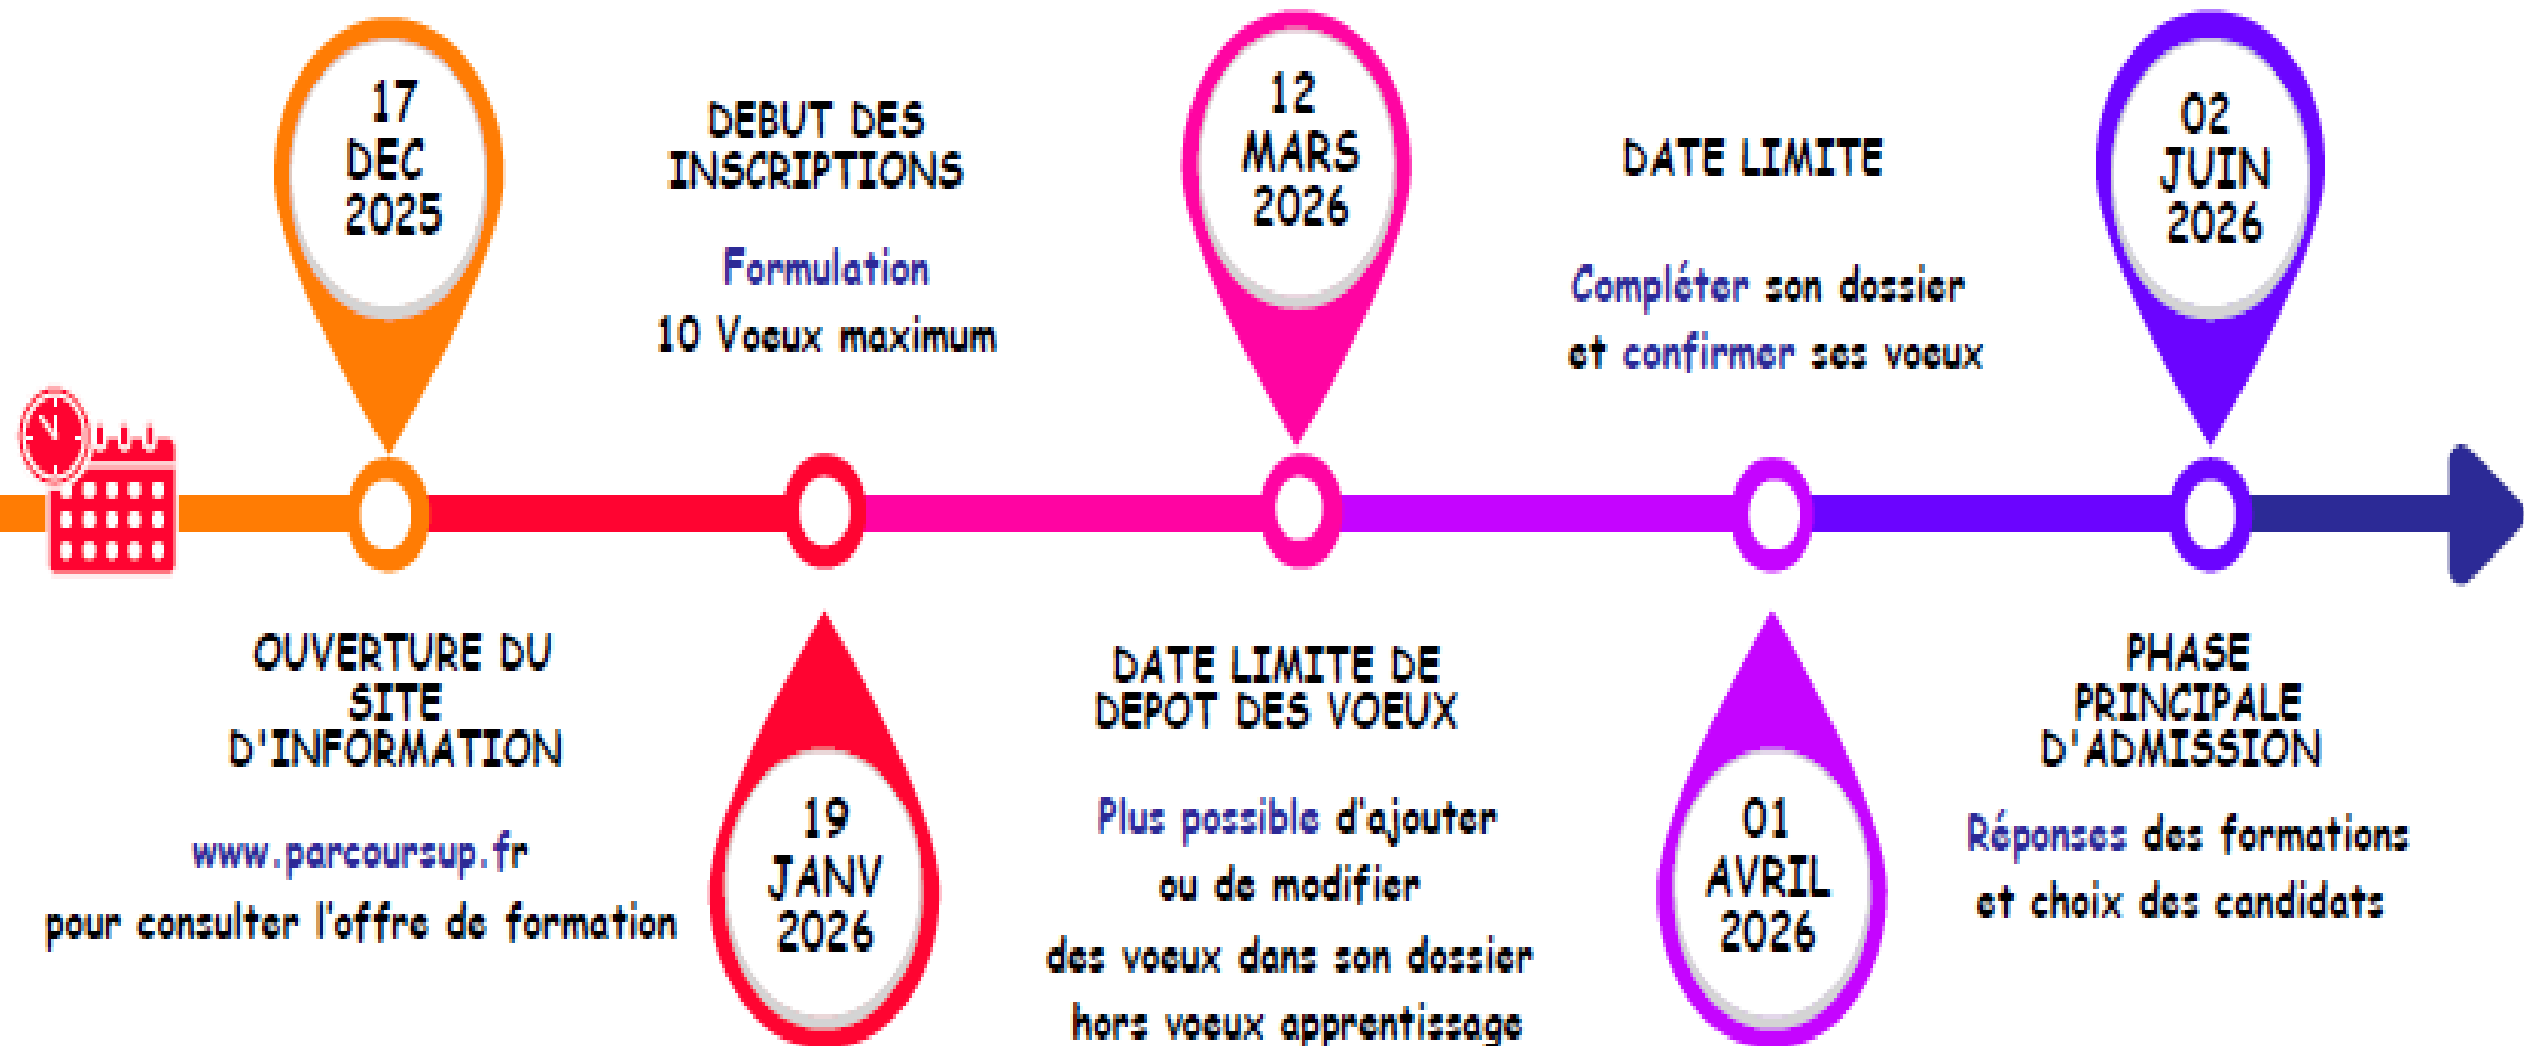 17
DEC
2025
OUVERTURE DU
SITE
D'INFORMATION
www.parcoursup.fr
pour consulter l'offre de formation
DEBUT DES
INSCRIPTIONS
Formulation
10 Voeux maximum
19
JANV
2026
12
MARS
2026
DATE LIMITE DE
DEPOT DES VOEUX
Plus possible d'ajouter
ou de modifier
des voeux dans son dossier
hors voeux apprentissage
DATE LIMITE
Compléter son dossier
et confirmer ses voeux
01
AVRIL
2026
02
JUIN
2026
PHASE
PRINCIPALE
D'ADMISSION
Réponses des formations
et choix des candidats